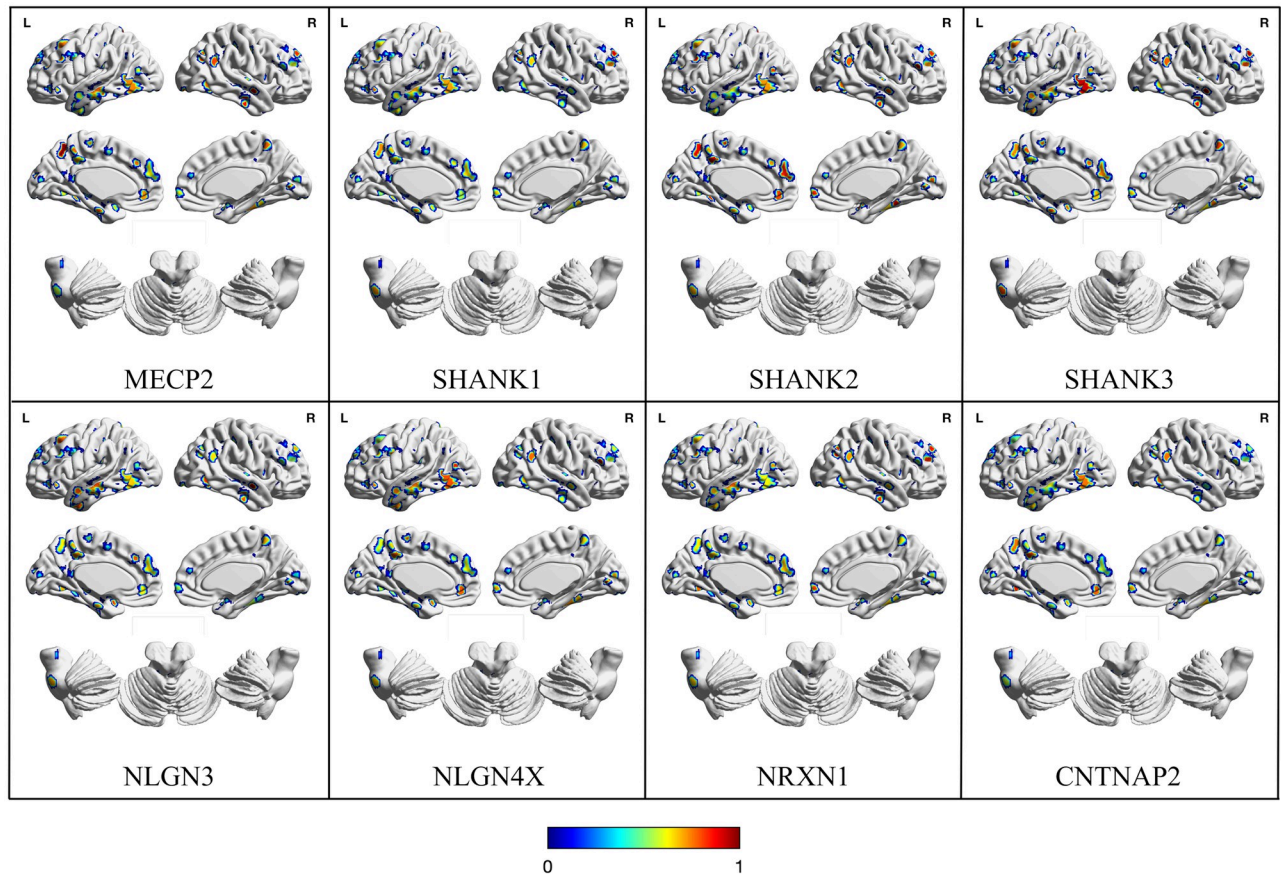 L R L R L R L R
MECP2 SHANK1 SHANK2 SHANK3
L R L R L R L R
NLGN3 NLGN4X NRXN1 CNTNAP2
0 1